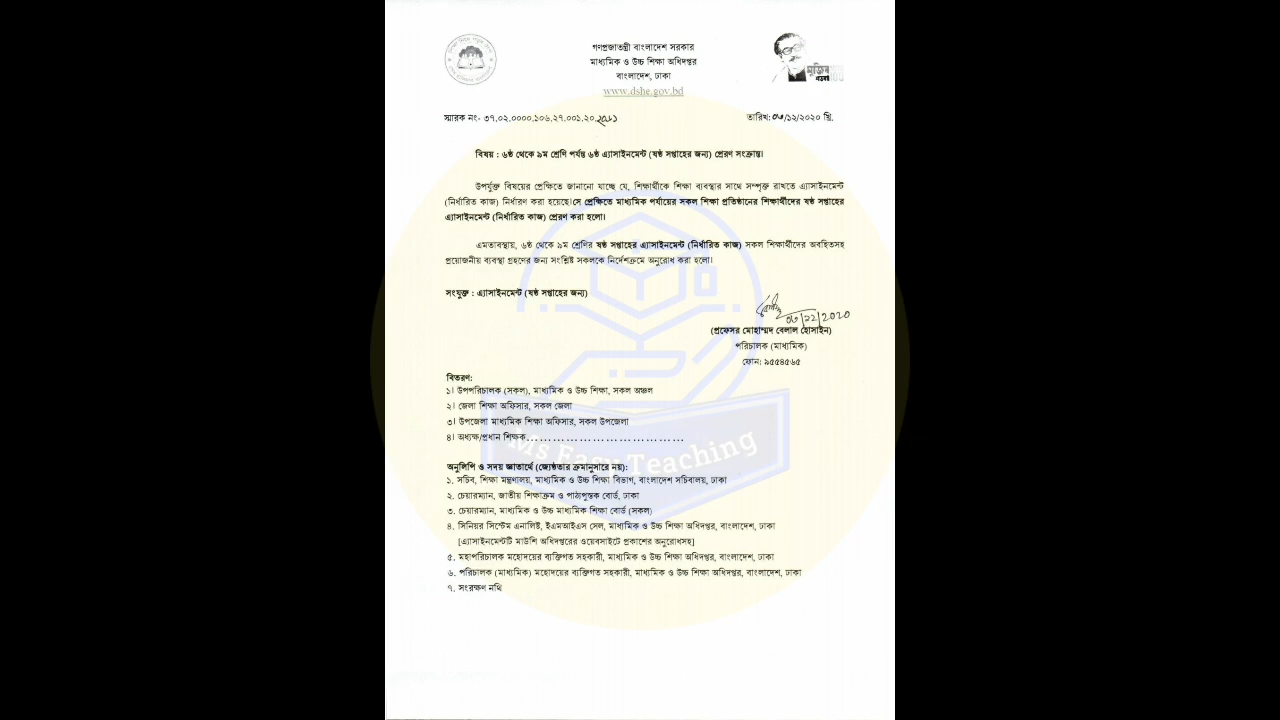 গণপ্রজাতন্ত্রী বাংলাদেশ সরকার
মাধ্যমিক ও উচ্চ শিক্ষা অধিদপ্তর
বাংলাদেশ, ঢাকা
www.dshe.gov.bd
মুজিব
শতবর্ষ
স্মারক নং- ৩৭.০২.০০০০.১০৬.২৭.০০১.২০.
তারিখ: ০৩/১২/২০২০ খ্রি.
বিষয় : ৬ষ্ঠ থেকে ৯ম শ্রেণি পর্যন্ত ৬ষ্ঠ এ্যাসাইনমেন্ট (ষষ্ঠ সপ্তাহের জন্য) প্রেরণ সংক্রান্ত।
উপর্যুক্ত বিষয়ের প্রেক্ষিতে জানানো যাচ্ছে যে, শিক্ষার্থীকে শিক্ষা ব্যবস্থার সাথে সম্পৃক্ত রাখতে এ্যাসাইনমেন্ট
(নির্ধারিত কাজ) নির্ধারণ করা হয়েছে।সে প্রেক্ষিতে মাধ্যমিক পর্যায়ের সকল শিক্ষা প্রতিষ্ঠানের শিক্ষার্থীদের ষষ্ঠ সপ্তাহের
এ্যাসাইনমেন্ট (নির্ধারিত কাজ) প্রেরণ করা হলো।
এমতাবস্থায়, ৬ষ্ঠ থেকে ৯ম শ্রেণির ষষ্ঠ সপ্তাহের এ্যাসাইনমেন্ট (নির্ধারিত কাজ) সকল শিক্ষার্থীদের অবহিতসহ
প্রয়োজনীয় ব্যবস্থা গ্রহণের জন্য সংশ্লিষ্ট সকলকে নির্দেশক্রমে অনুরোধ করা হলো।
সংযুক্ত : এ্যাসাইনমেন্ট (ষষ্ঠ সপ্তাহের জন্য)
০৩/১২/২০২০
(প্রফেসর মোহাম্মদ বেলাল হোসাইন)
পরিচালক (মাধ্যমিক)
ফোন: ৯৫৫৪৫৬৫
বিতরণ:
১। উপপরিচালক (সকল), মাধ্যমিক ও উচ্চ শিক্ষা, সকল অঞ্চল
২। জেলা শিক্ষা অফিসার, সকল জেলা
৩। উপজেলা মাধ্যমিক শিক্ষা অফিসার, সকল উপজেলা
৪। অধ্যক্ষ/প্রধান শিক্ষক....................................
Ms Easy Teaching
অনুলিপি ও সদয় জ্ঞাতার্থে (জ্যেষ্ঠতার ক্রমানুসারে নয়):
১. সচিব, শিক্ষা মন্ত্রণালয়, মাধ্যমিক ও উচ্চ শিক্ষা বিভাগ, বাংলাদেশ সচিবালয়, ঢাকা
২. চেয়ারম্যান, জাতীয় শিক্ষাক্রম ও পাঠ্যপুস্তক বোর্ড, ঢাকা
৩. চেয়ারম্যান, মাধ্যমিক ও উচ্চ মাধ্যমিক শিক্ষা বোর্ড (সকল)
৪. সিনিয়র সিস্টেম এনালিষ্ট, ইএমআইএস সেল, মাধ্যমিক ও উচ্চ শিক্ষা অধিদপ্তর, বাংলাদেশ, ঢাকা
[এ্যাসাইনমেন্টটি মাউশি অধিদপ্তরের ওয়েবসাইটে প্রকাশের অনুরোধসহ]
৫. মহাপরিচালক মহোদয়ের ব্যক্তিগত সহকারী, মাধ্যমিক ও উচ্চ শিক্ষা অধিদপ্তর, বাংলাদেশ, ঢাকা
৬. পরিচালক (মাধ্যমিক) মহোদয়ের ব্যক্তিগত সহকারী, মাধ্যমিক ও উচ্চ শিক্ষা অধিদপ্তর, বাংলাদেশ, ঢাকা
৭. সংরক্ষণ নথি